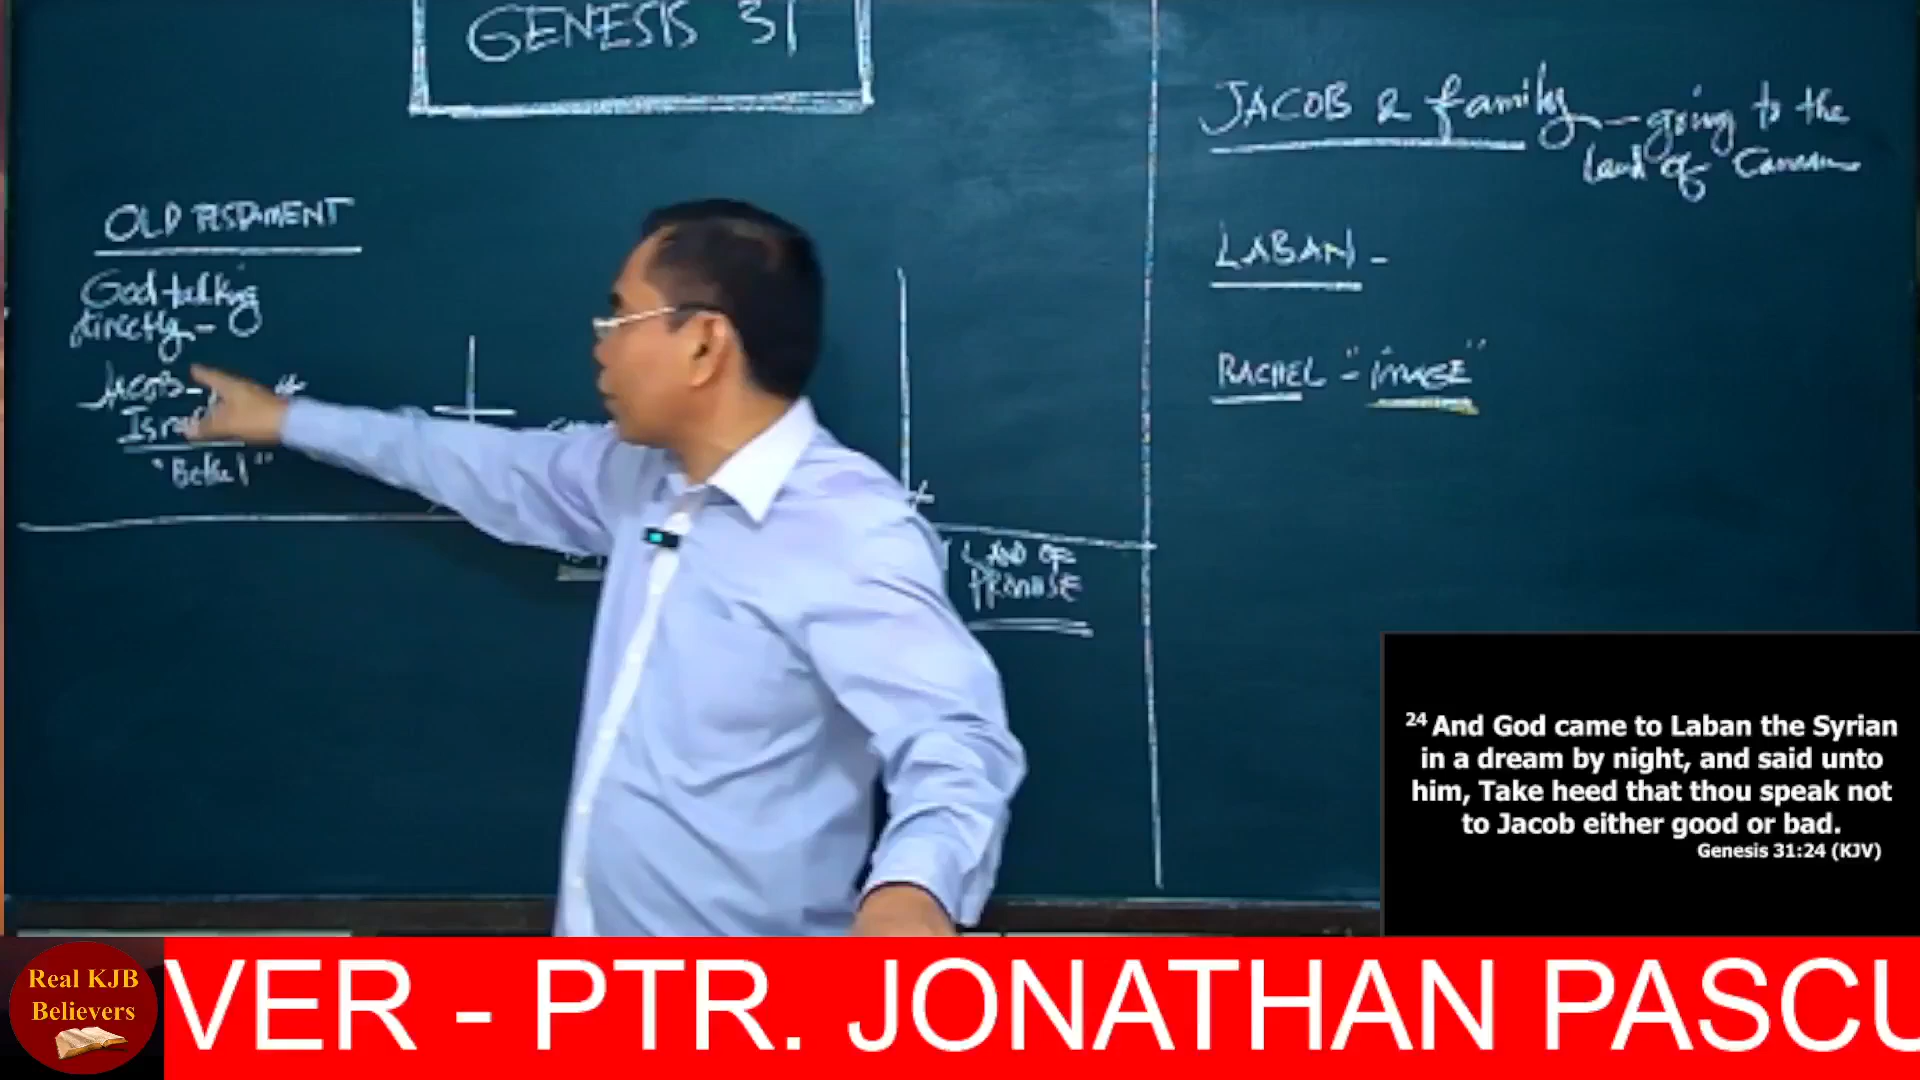 GENESIS 31
OLD TESTAMENT
God talking
directly -
Jacob -
"Bethel"
LAND OF
PROMISE
JACOB & family - going to the
land of Canaan
LABAN -
RACHEL - "image"
24 And God came to Laban the Syrian
in a dream by night, and said unto
him, Take heed that thou speak not
to Jacob either good or bad.
Genesis 31:24 (KJV)
Real KJB
Believers
VER - PTR. JONATHAN PASCU